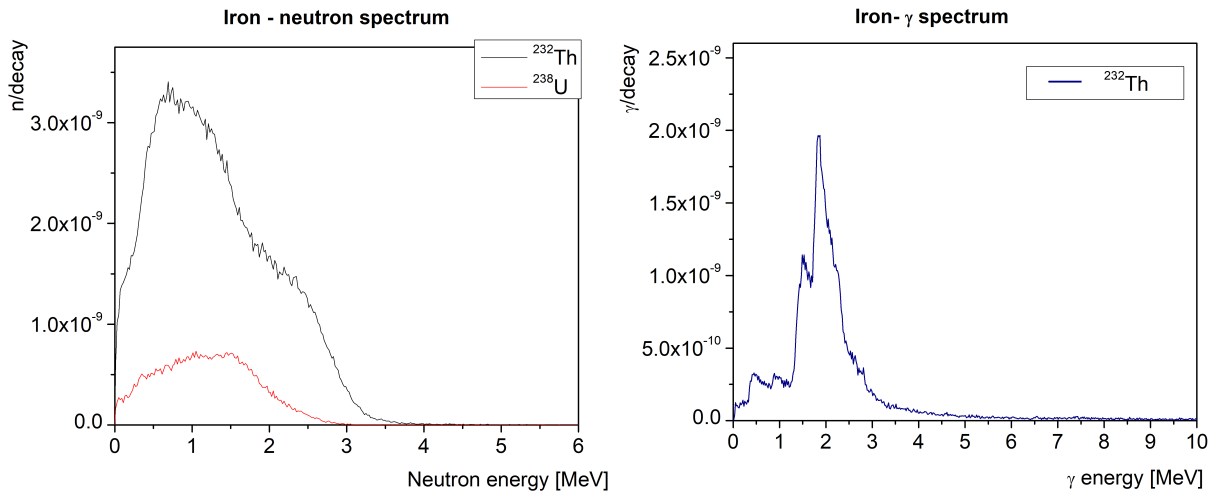 Iron - neutron spectrum
n/decay
²³²Th
²³⁸U
3.0x10⁻⁹
2.0x10⁻⁹
1.0x10⁻⁹
0.0
0 1 2 3 4 5 6
Neutron energy [MeV]
Iron- γ spectrum
γ/decay
²³²Th
2.5x10⁻⁹
2.0x10⁻⁹
1.5x10⁻⁹
1.0x10⁻⁹
5.0x10⁻¹⁰
0.0
0 1 2 3 4 5 6 7 8 9 10
γ energy [MeV]